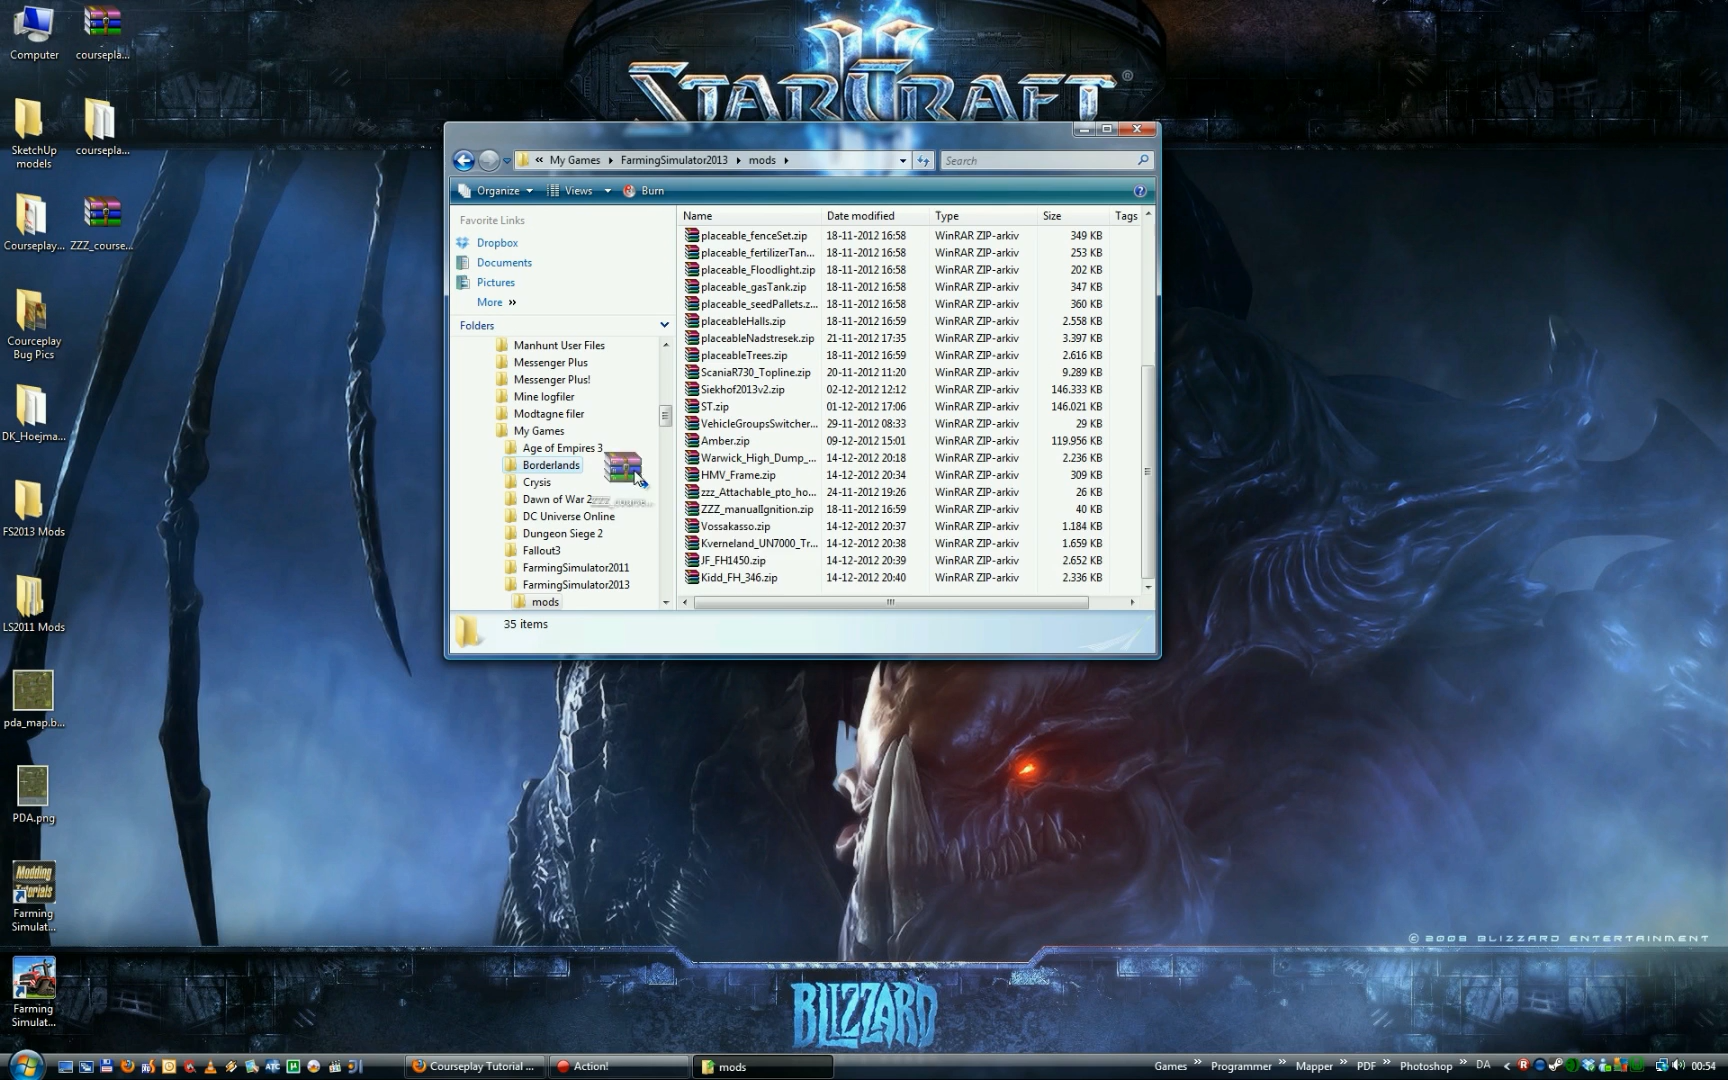 Computer
coursepla...
SketchUp
models
coursepla...
Courseplay...
ZZZ_course...
Courceplay
Bug Pics
DK_Hoejma...
FS2013 Mods
LS2011 Mods
pda_map.b...
PDA.png
Modding
Tutorials
Farming
Simulat...
Farming
Simulat...
STARCRAFT
II
®
« My Games FarmingSimulator2013 mods
Search
Organize Views Burn
Favorite Links
Dropbox
Documents
Pictures
More »
Folders
Manhunt User Files
Messenger Plus
Messenger Plus!
Mine logfiler
Modtagne filer
My Games
Age of Empires 3
Borderlands
Crysis
Dawn of War 2
ZZZ_course...
DC Universe Online
Dungeon Siege 2
Fallout3
FarmingSimulator2011
FarmingSimulator2013
mods
Name Date modified Type Size Tags
placeable_fenceSet.zip 18-11-2012 16:58 WinRAR ZIP-arkiv 349 KB
placeable_fertilizerTan... 18-11-2012 16:58 WinRAR ZIP-arkiv 253 KB
placeable_Floodlight.zip 18-11-2012 16:58 WinRAR ZIP-arkiv 202 KB
placeable_gasTank.zip 18-11-2012 16:58 WinRAR ZIP-arkiv 347 KB
placeable_seedPallets.z... 18-11-2012 16:58 WinRAR ZIP-arkiv 360 KB
placeableHalls.zip 18-11-2012 16:59 WinRAR ZIP-arkiv 2.558 KB
placeableNadstresek.zip 21-11-2012 17:35 WinRAR ZIP-arkiv 3.397 KB
placeableTrees.zip 18-11-2012 16:59 WinRAR ZIP-arkiv 2.616 KB
ScaniaR730_Topline.zip 20-11-2012 11:20 WinRAR ZIP-arkiv 9.289 KB
Siekhof2013v2.zip 02-12-2012 12:12 WinRAR ZIP-arkiv 146.333 KB
ST.zip 01-12-2012 17:06 WinRAR ZIP-arkiv 146.021 KB
VehicleGroupsSwitcher... 29-11-2012 08:33 WinRAR ZIP-arkiv 29 KB
Amber.zip 09-12-2012 15:01 WinRAR ZIP-arkiv 119.956 KB
Warwick_High_Dump_... 14-12-2012 20:18 WinRAR ZIP-arkiv 2.236 KB
HMV_Frame.zip 14-12-2012 20:34 WinRAR ZIP-arkiv 309 KB
zzz_Attachable_pto_ho... 24-11-2012 19:26 WinRAR ZIP-arkiv 26 KB
ZZZ_manualIgnition.zip 18-11-2012 16:59 WinRAR ZIP-arkiv 40 KB
Vossakasso.zip 14-12-2012 20:37 WinRAR ZIP-arkiv 1.184 KB
Kverneland_UN7000_Tr... 14-12-2012 20:38 WinRAR ZIP-arkiv 1.659 KB
JF_FH1450.zip 14-12-2012 20:39 WinRAR ZIP-arkiv 2.652 KB
Kidd_FH_346.zip 14-12-2012 20:40 WinRAR ZIP-arkiv 2.336 KB
35 items
© 2008 BLIZZARD ENTERTAINMENT
BLIZZARD
ATC
Courseplay Tutorial ... Action! mods
Games » Programmer » Mapper » PDF » Photoshop » DA < 00:54